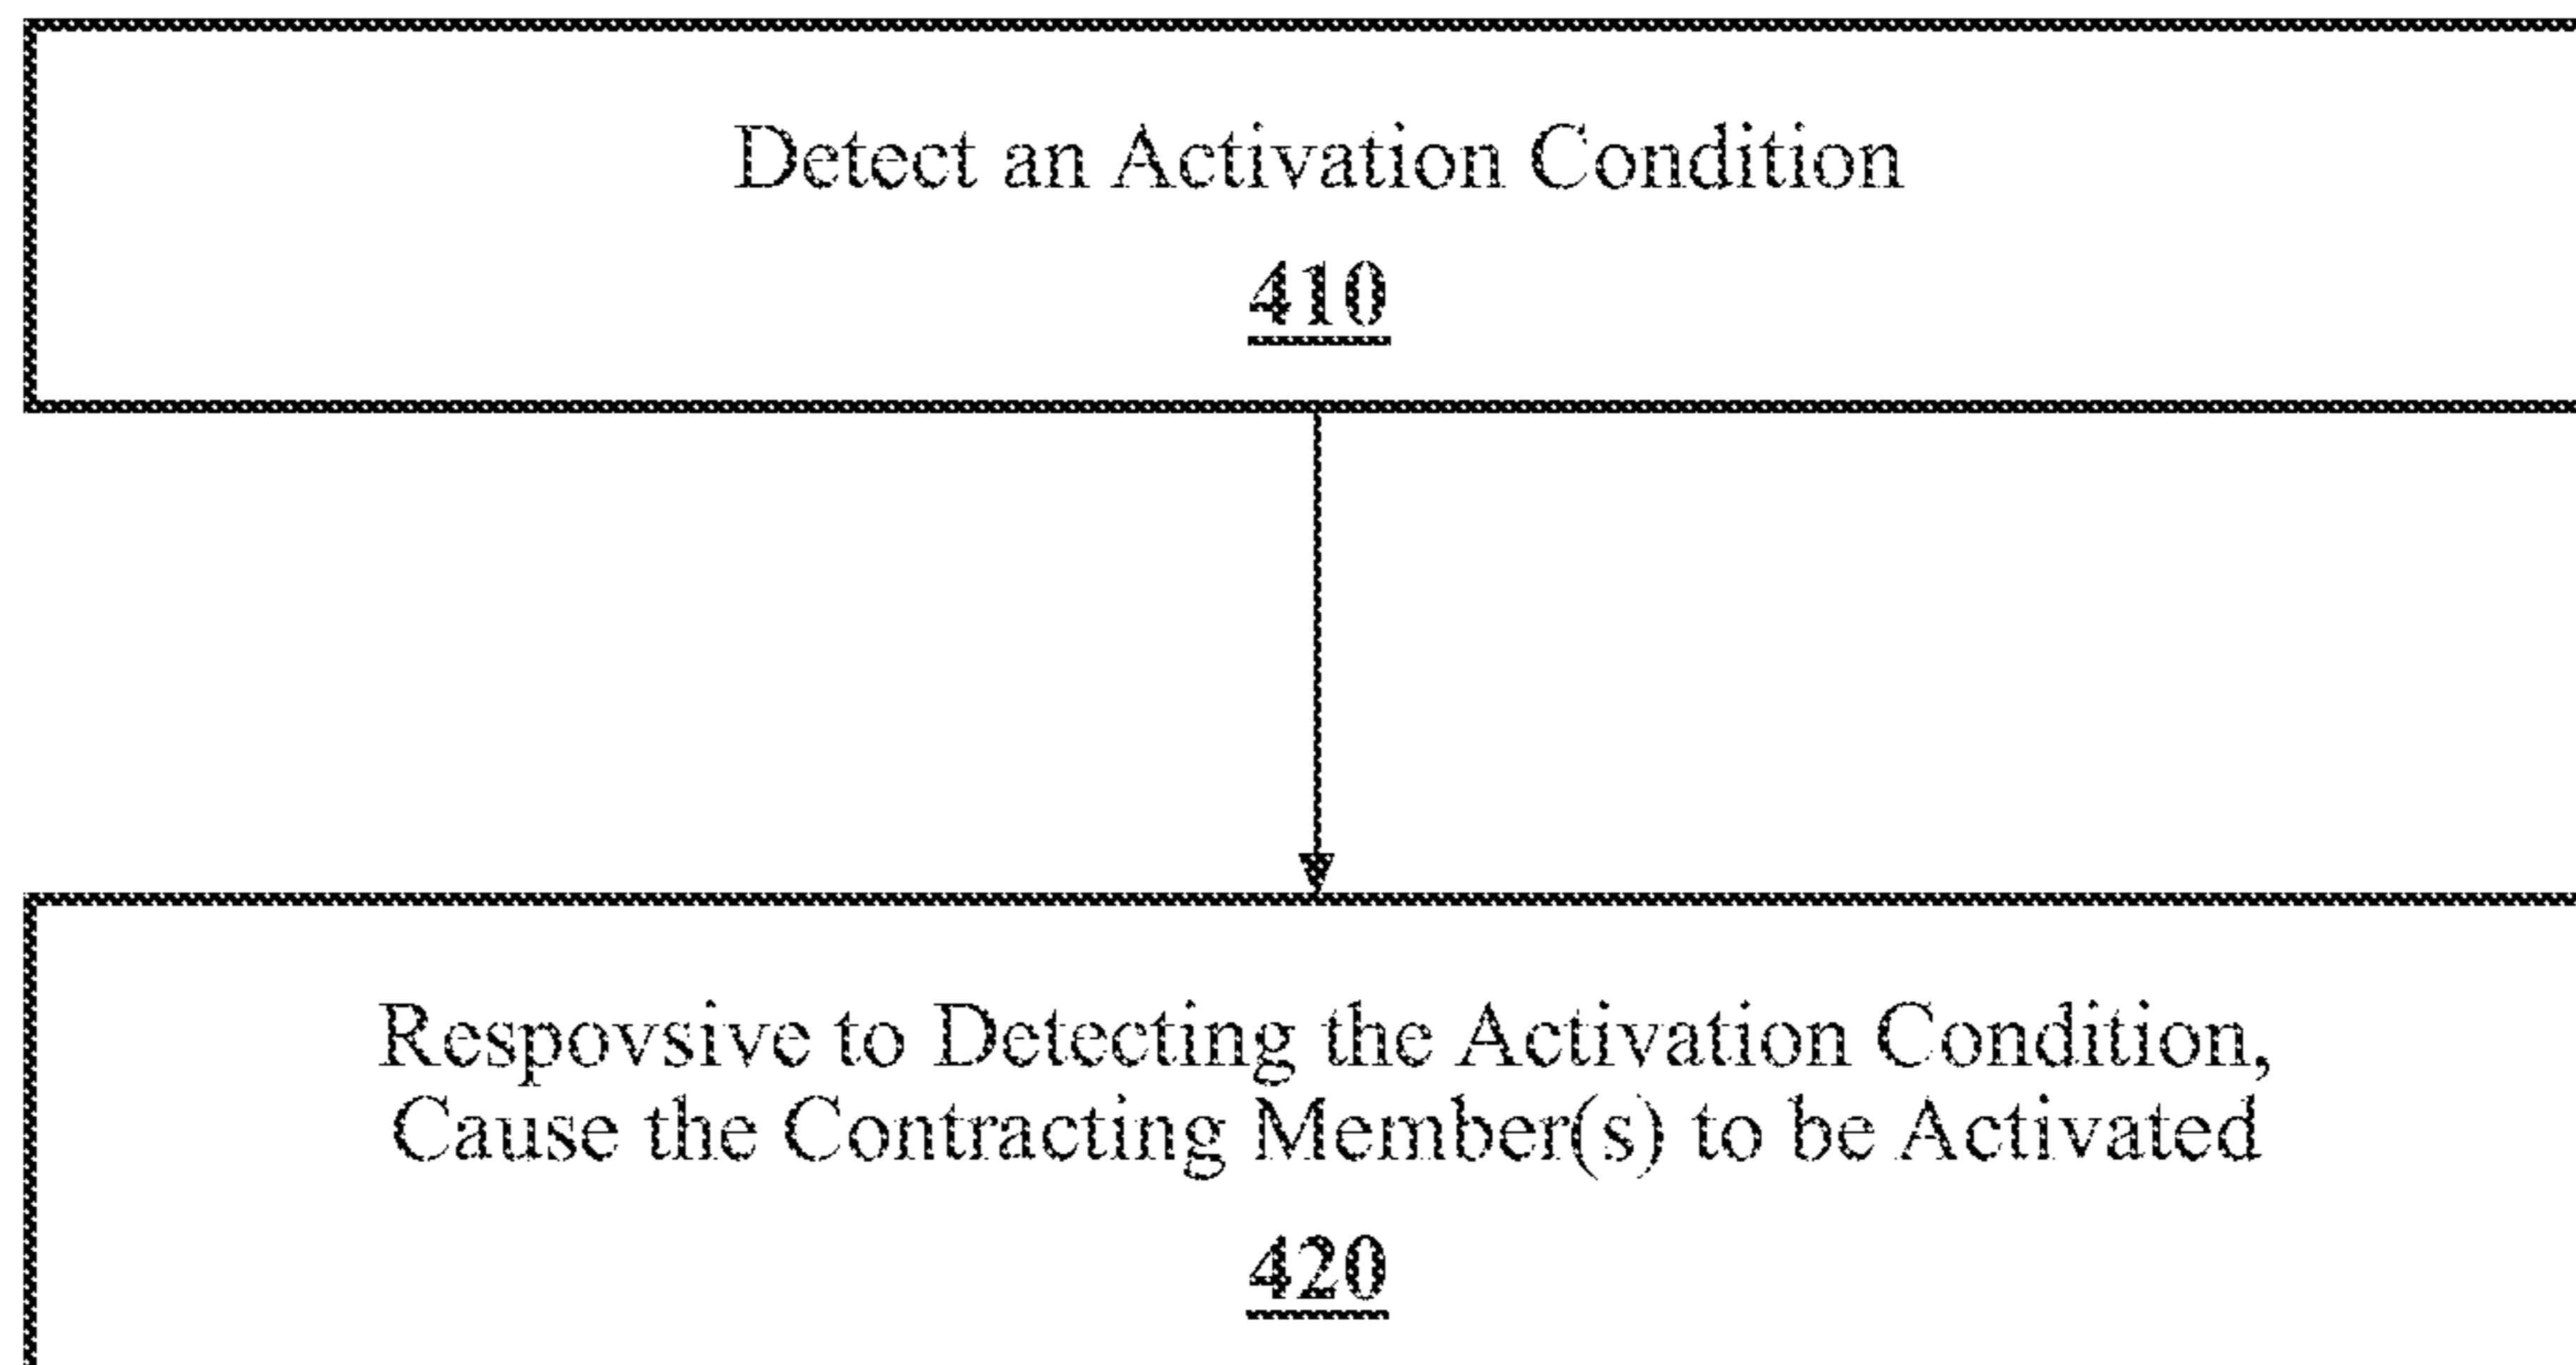 Detect an Activation Condition
410
Respovsive to Detecting the Activation Condition,
Cause the Contracting Member(s) to be Activated
420